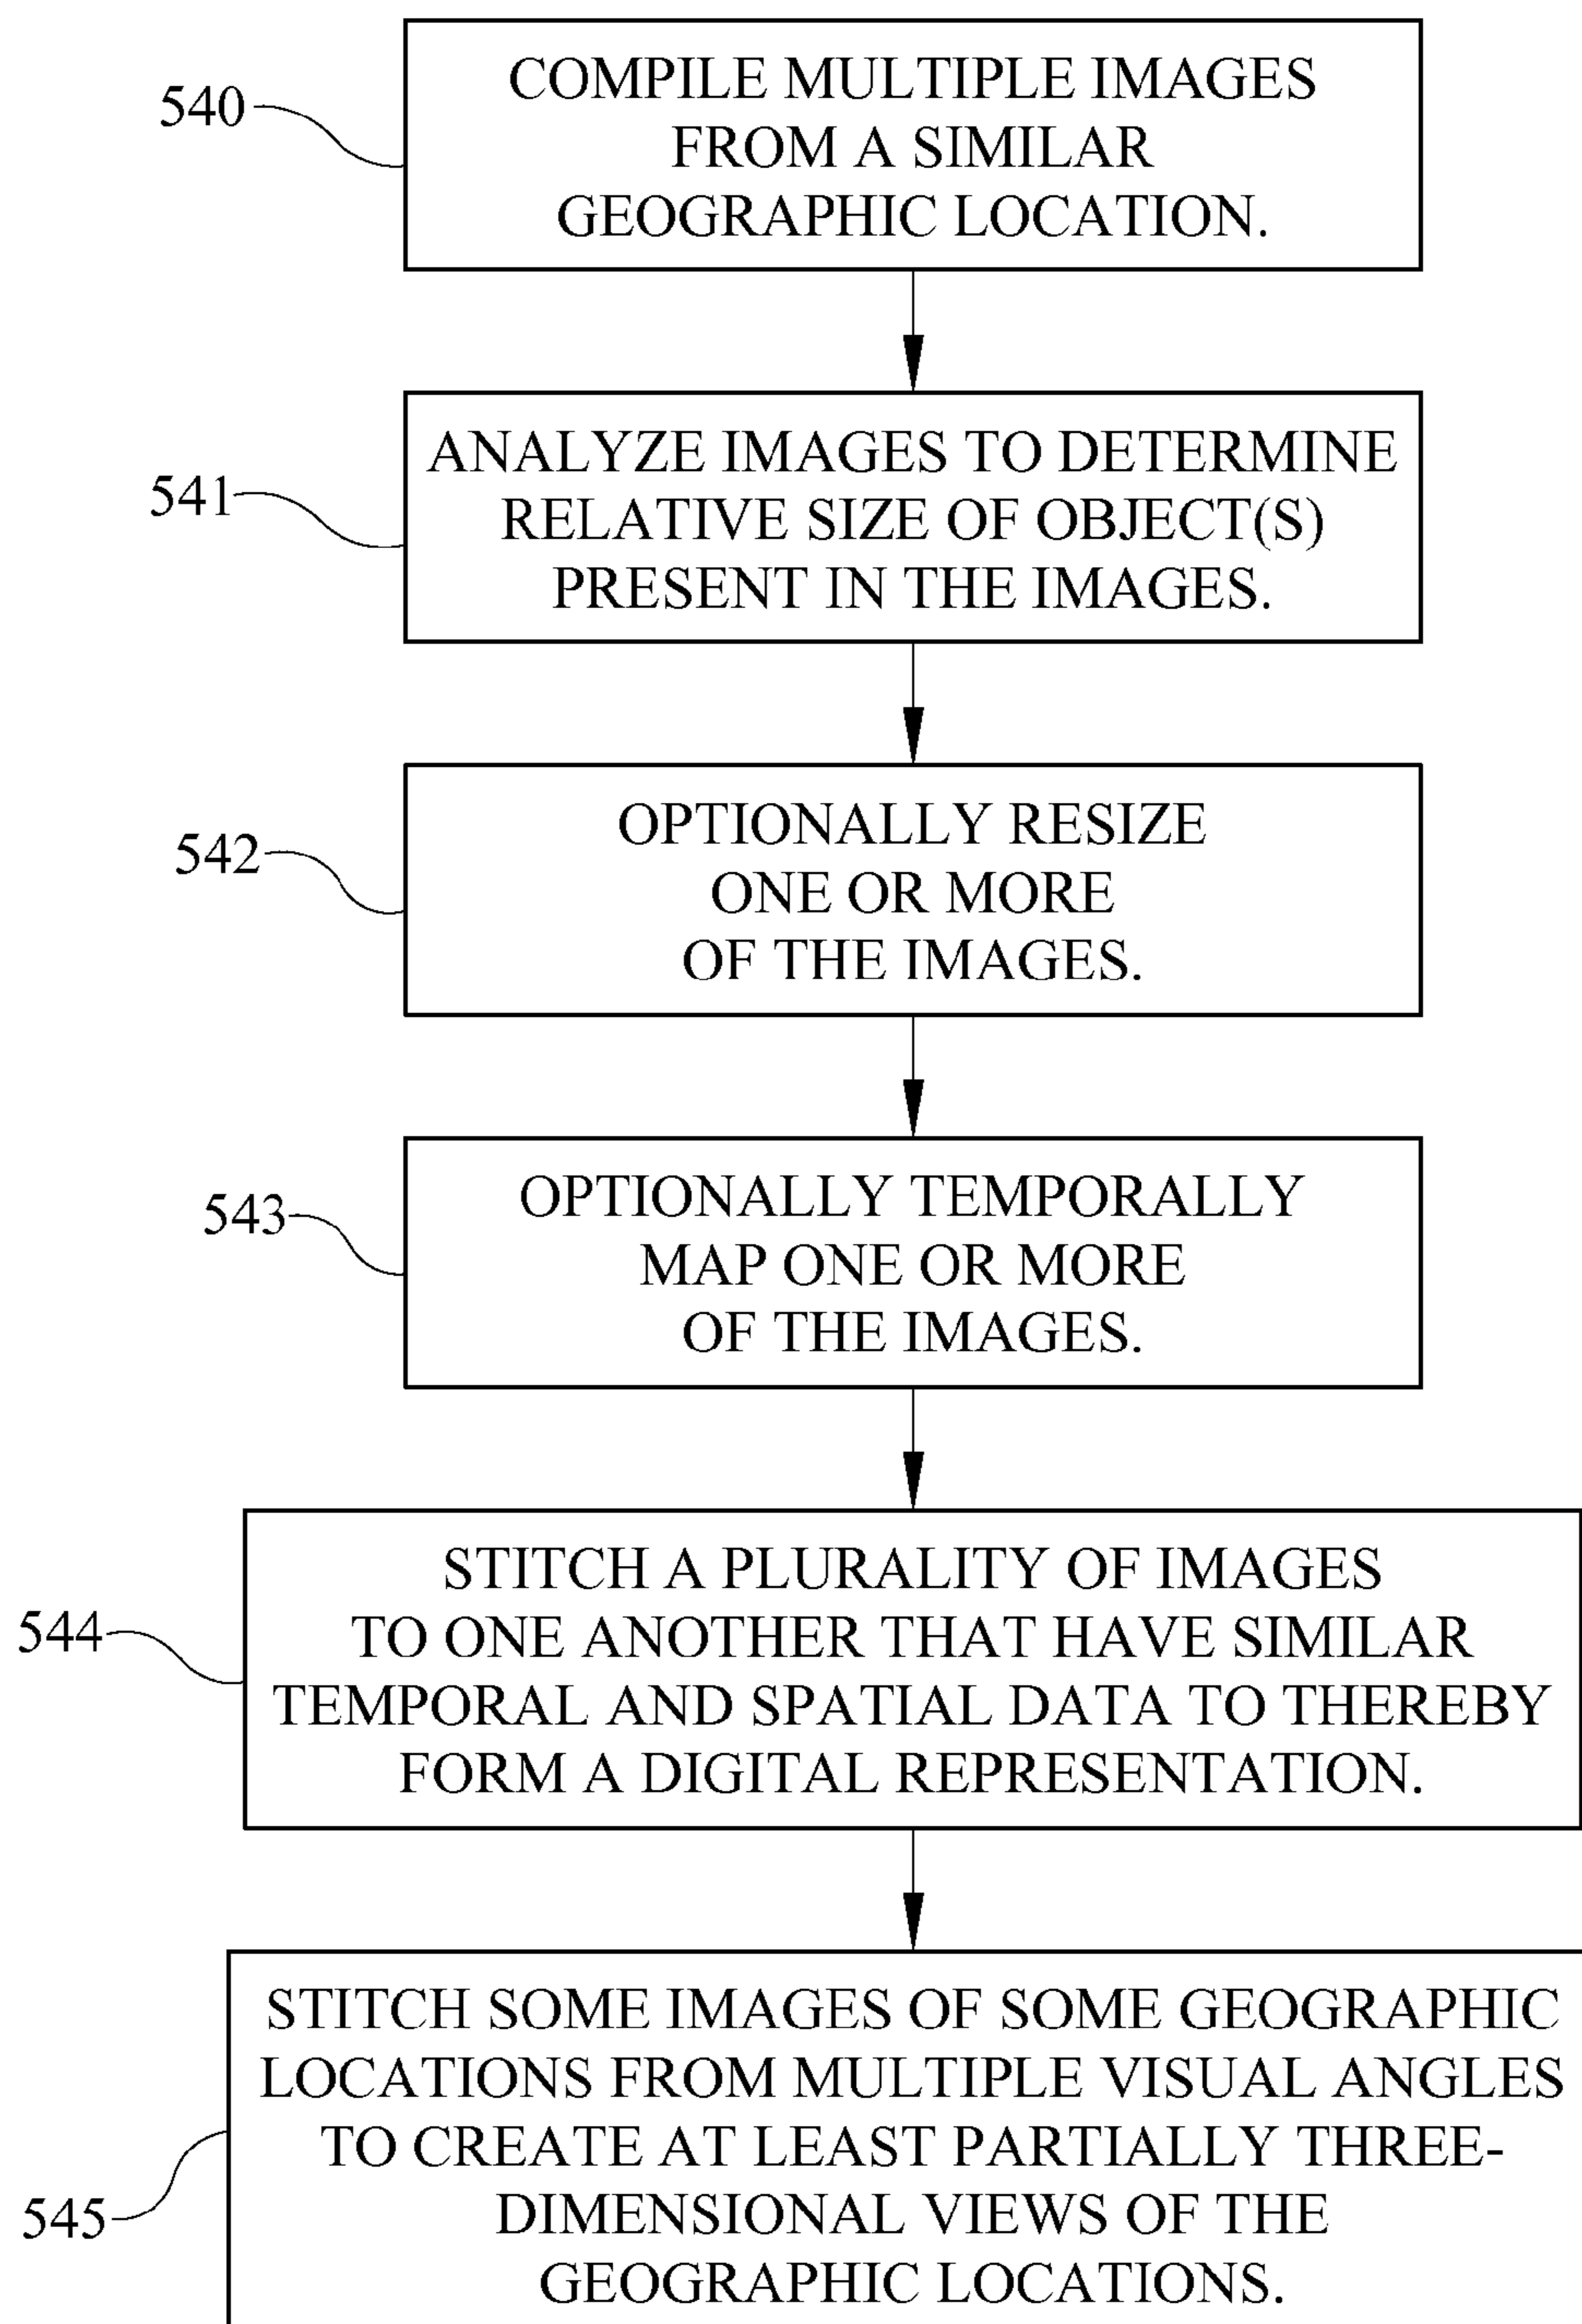 540
COMPILE MULTIPLE IMAGES
FROM A SIMILAR
GEOGRAPHIC LOCATION.
541
ANALYZE IMAGES TO DETERMINE
RELATIVE SIZE OF OBJECT(S)
PRESENT IN THE IMAGES.
542
OPTIONALLY RESIZE
ONE OR MORE
OF THE IMAGES.
543
OPTIONALLY TEMPORALLY
MAP ONE OR MORE
OF THE IMAGES.
544
STITCH A PLURALITY OF IMAGES
TO ONE ANOTHER THAT HAVE SIMILAR
TEMPORAL AND SPATIAL DATA TO THEREBY
FORM A DIGITAL REPRESENTATION.
545
STITCH SOME IMAGES OF SOME GEOGRAPHIC
LOCATIONS FROM MULTIPLE VISUAL ANGLES
TO CREATE AT LEAST PARTIALLY THREE-
DIMENSIONAL VIEWS OF THE
GEOGRAPHIC LOCATIONS.